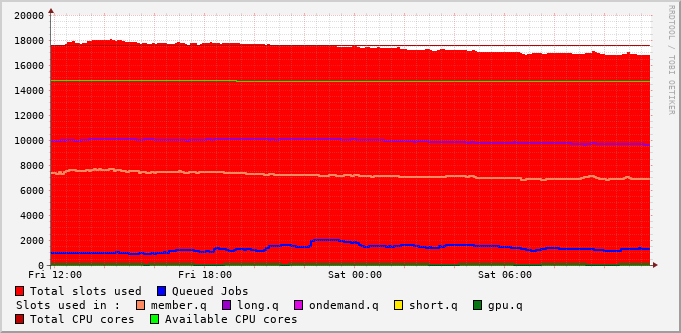 RRDTOOL / TOBI OETIKER
20000
18000
16000
14000
12000
10000
8000
6000
4000
2000
0
Fri 12:00 Fri 18:00 Sat 00:00 Sat 06:00
Total slots used Queued Jobs
Slots used in : member.q long.q ondemand.q short.q gpu.q
Total CPU cores Available CPU cores